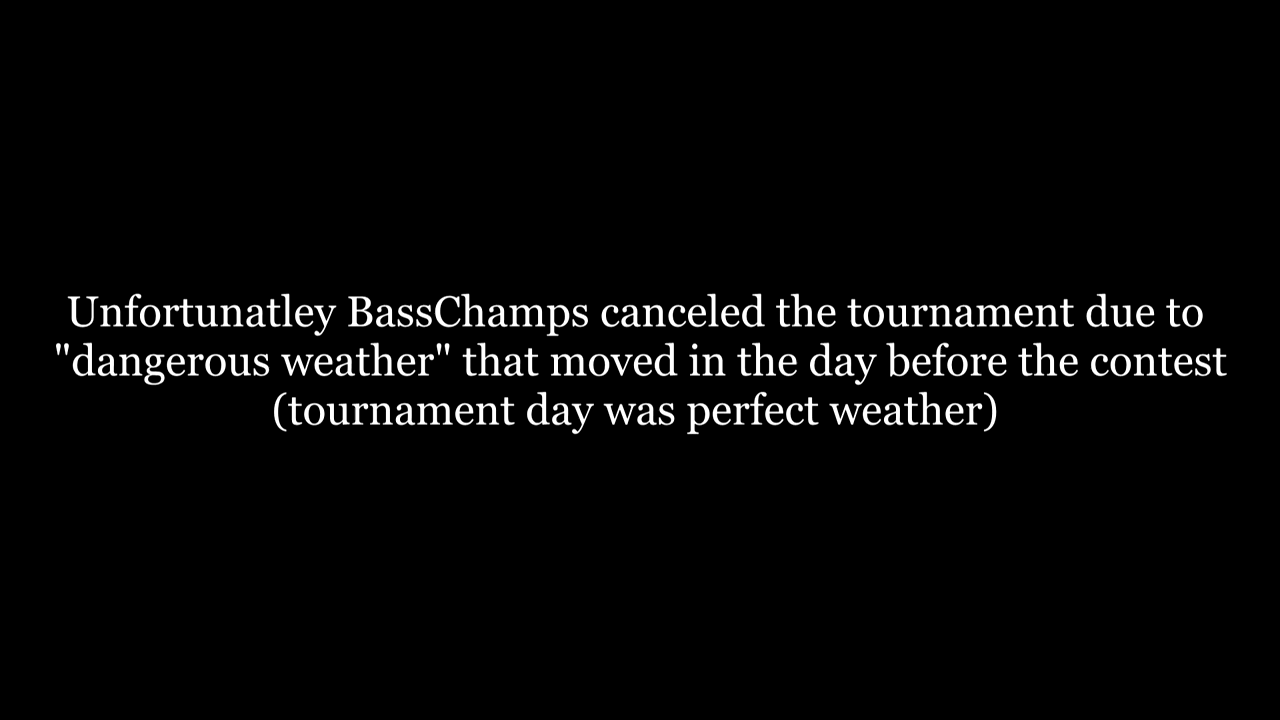 Unfortunatley BassChamps canceled the tournament due to
"dangerous weather" that moved in the day before the contest
(tournament day was perfect weather)